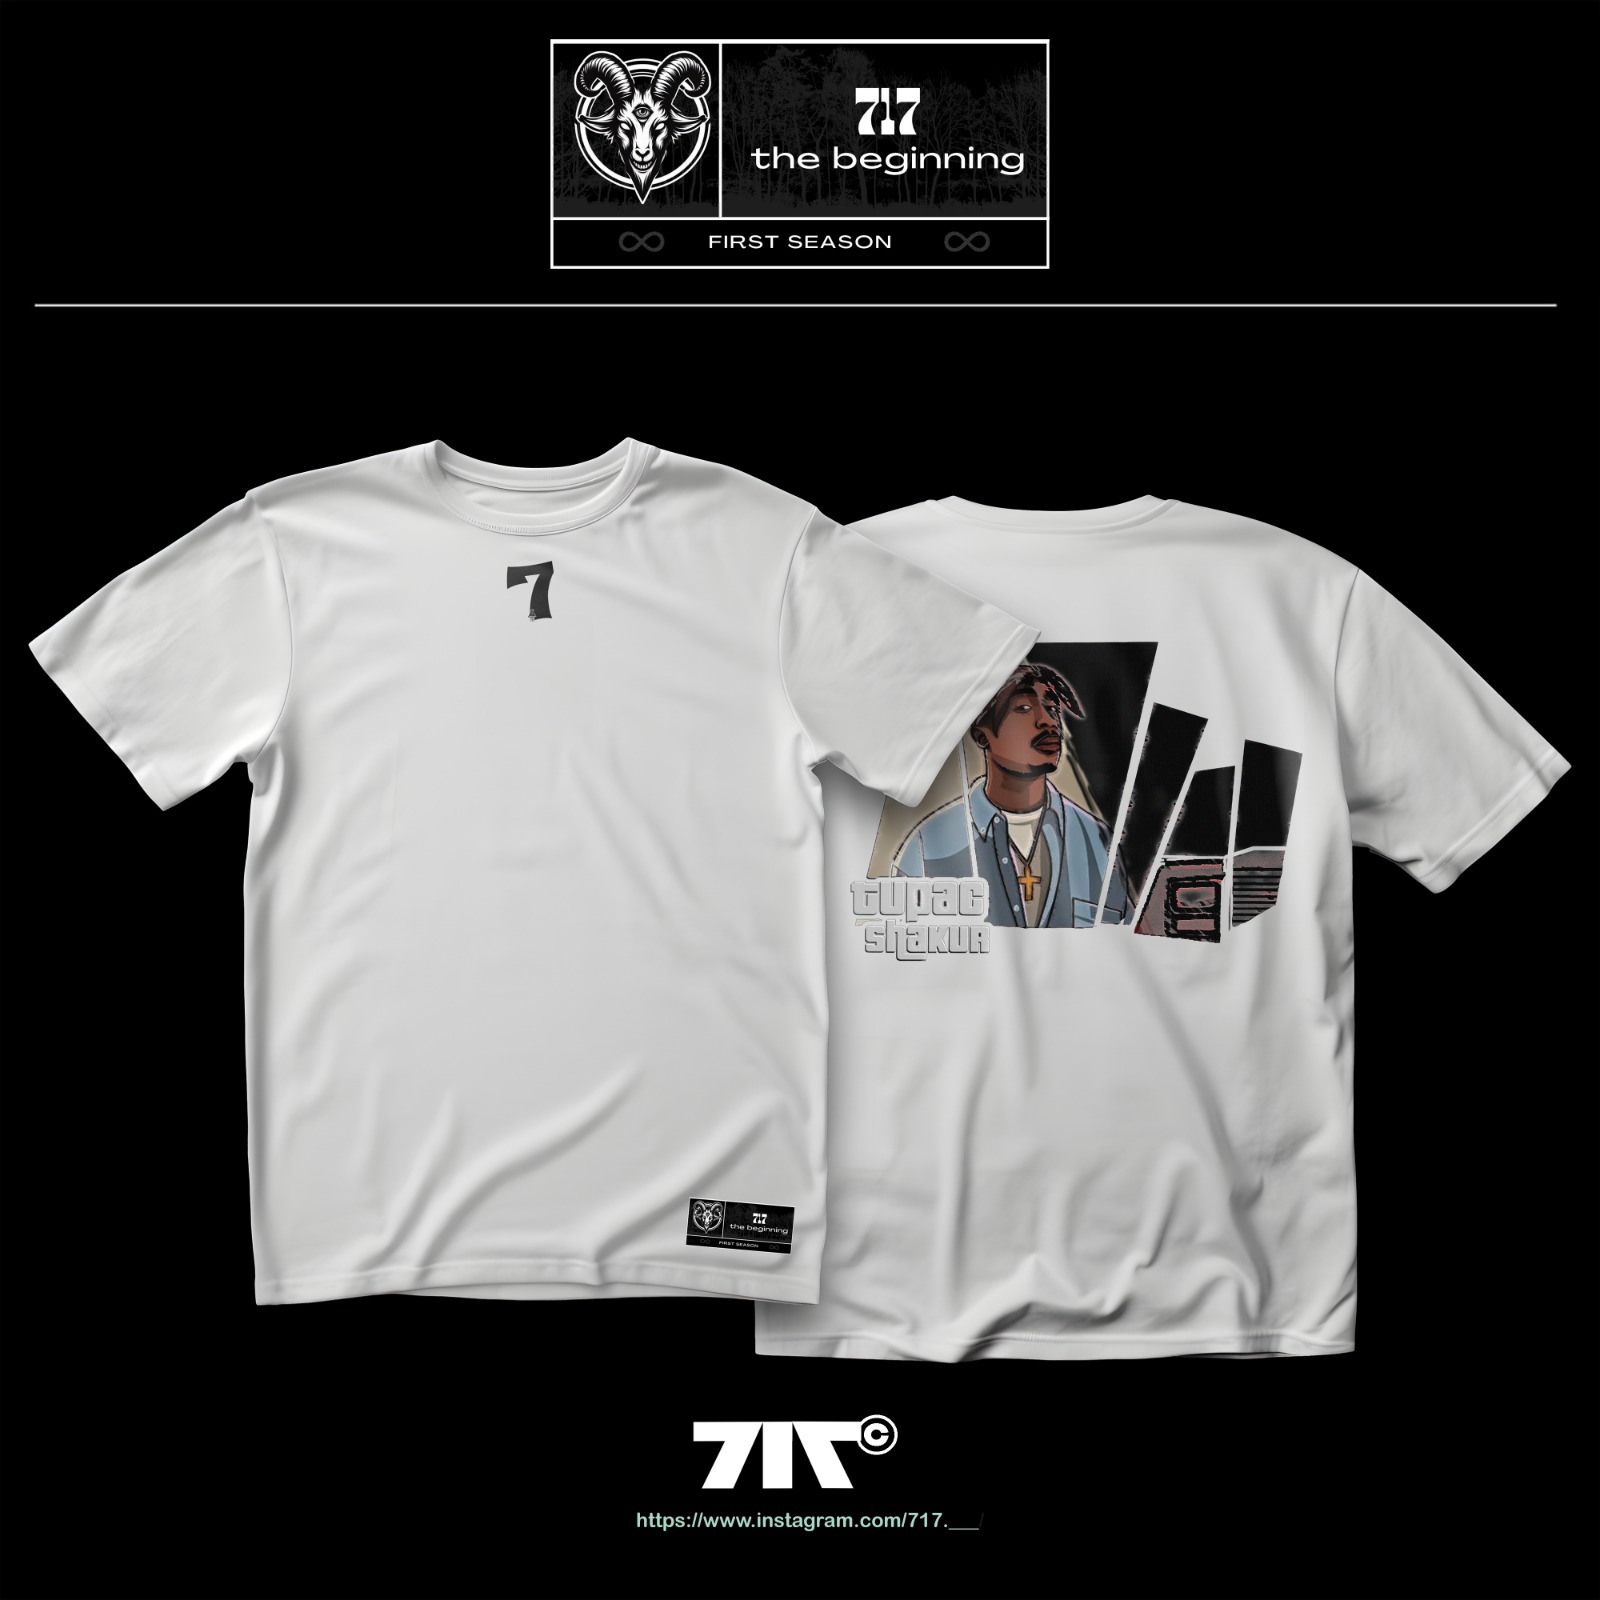 717
the beginning
FIRST SEASON
7
tupac
shakur
717
the beginning
FIRST SEASON
717©
https://www.instagram.com/717.___/